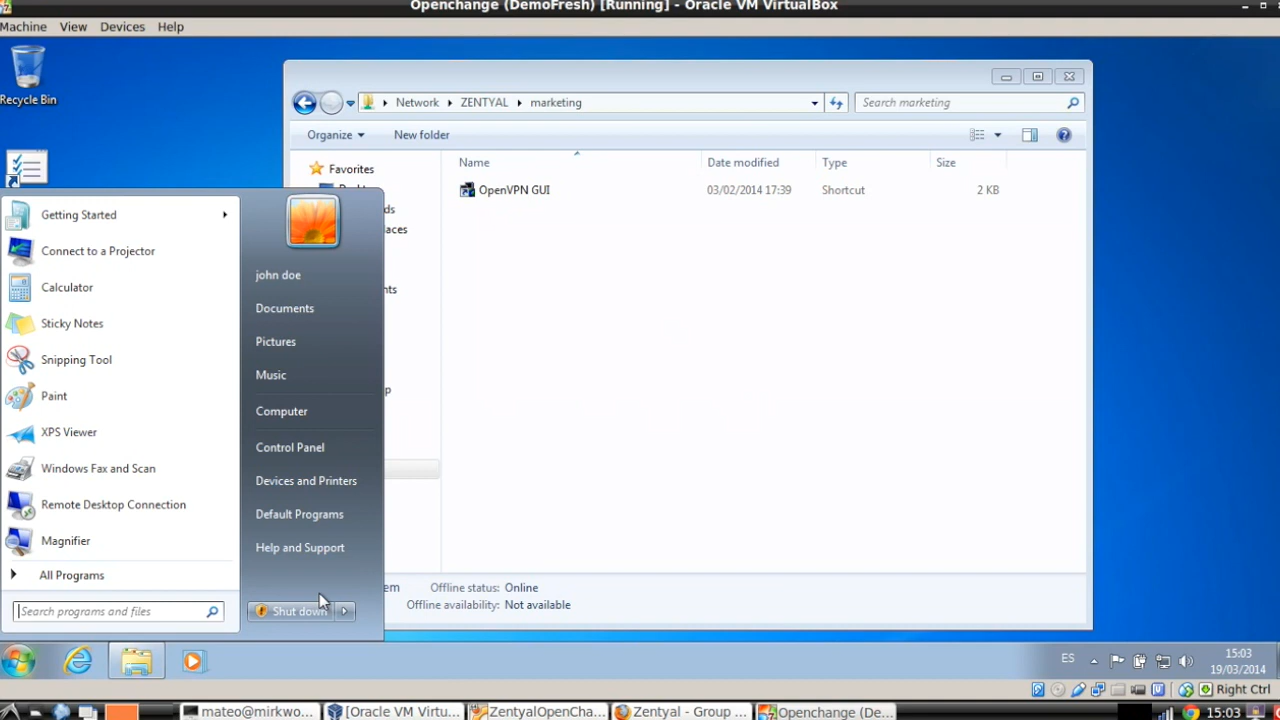 Openchange (DemoFresh) [Running] - Oracle VM VirtualBox
Machine View Devices Help
Recycle Bin
Network ZENTYAL marketing
Search marketing
Organize New folder
Name Date modified Type Size
OpenVPN GUI 03/02/2014 17:39 Shortcut 2 KB
Favorites
Getting Started
Connect to a Projector
Calculator
Sticky Notes
Snipping Tool
Paint
XPS Viewer
Windows Fax and Scan
Remote Desktop Connection
Magnifier
All Programs
Search programs and files
john doe
Documents
Pictures
Music
Computer
Control Panel
Devices and Printers
Default Programs
Help and Support
Shut down
Offline status: Online
Offline availability: Not available
ES
15:03
19/03/2014
Right Ctrl
mateo@mirkwo...
[Oracle VM Virtu...
ZentyalOpenCha...
Zentyal - Group ...
Openchange (De...
15:03